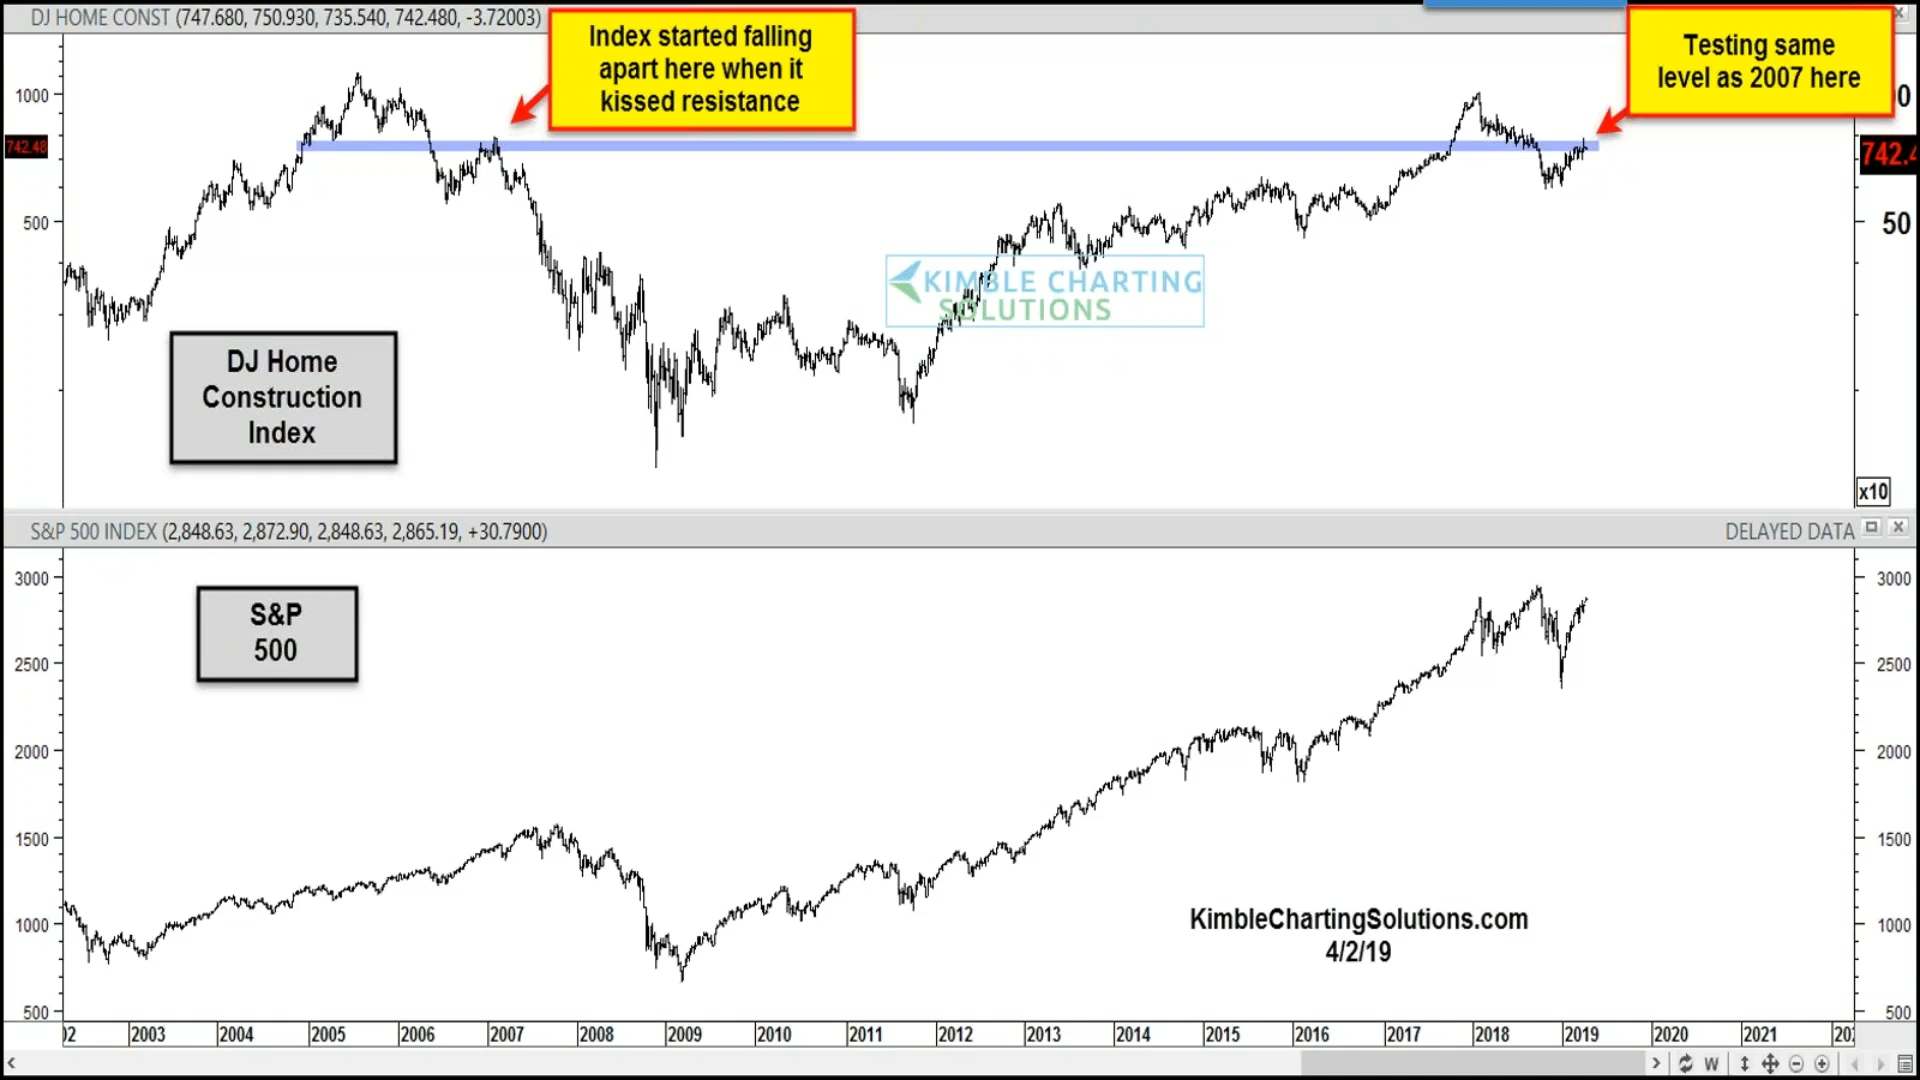 DJ HOME CONST (747.680, 750.930, 735.540, 742.480, -3.72003)
Index started falling
apart here when it
kissed resistance
Testing same
level as 2007 here
1000
742.48
742.4
500
50
KIMBLE CHARTING
SOLUTIONS
DJ Home
Construction
Index
x10
S&P 500 INDEX (2,848.63, 2,872.90, 2,848.63, 2,865.19, +30.7900)
DELAYED DATA
3000
3000
S&P
500
2500
2500
2000
2000
1500
1500
1000
1000
KimbleChartingSolutions.com
4/2/19
500
500
02 2003 2004 2005 2006 2007 2008 2009 2010 2011 2012 2013 2014 2015 2016 2017 2018 2019 2020 2021 202
W